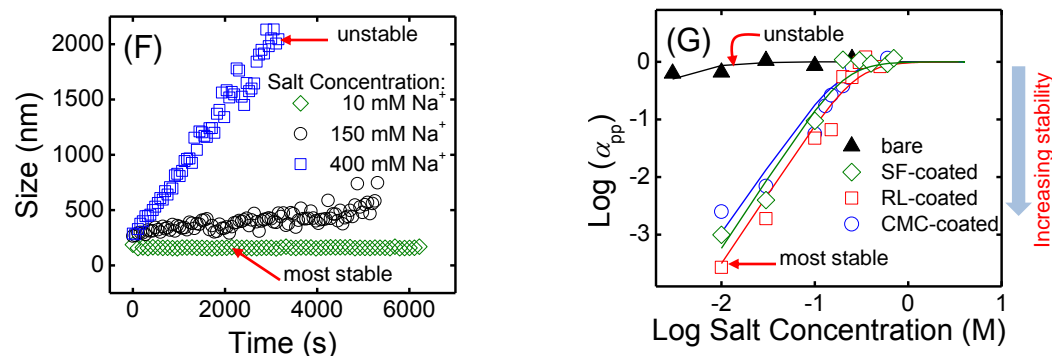 (F)
unstable
Salt Concentration:
10 mM Na+
150 mM Na+
400 mM Na+
most stable
2000
1500
1000
500
0
Size (nm)
0 2000 4000 6000
Time (s)
(G)
unstable
bare
SF-coated
RL-coated
CMC-coated
most stable
0
-1
-2
-3
Log (αpp)
-2 -1 0 1
Log Salt Concentration (M)
Increasing stability